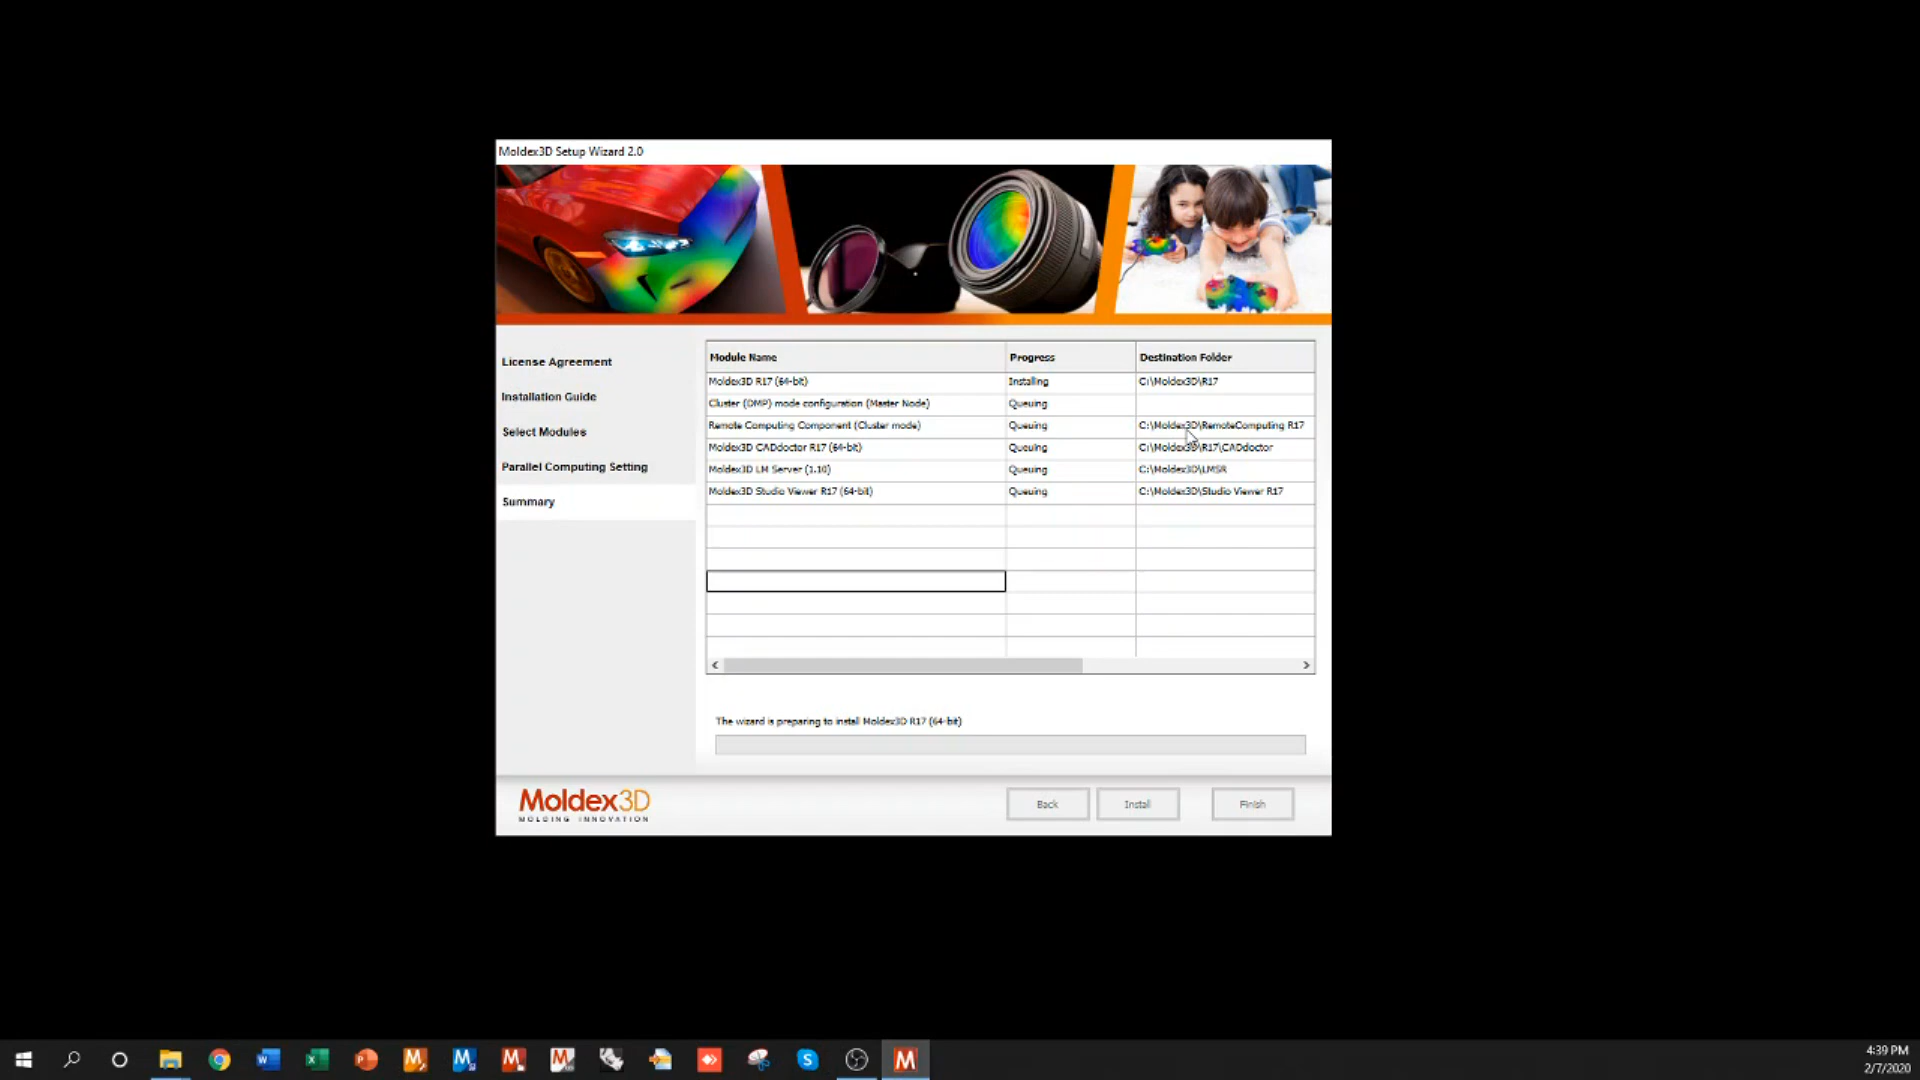 Moldex3D Setup Wizard 2.0
License Agreement
Installation Guide
Select Modules
Parallel Computing Setting
Summary
Module Name Progress Destination Folder
Moldex3D R17 (64-bit) Installing C:\Moldex3D\R17
Cluster (DMP) mode configuration (Master Node) Queuing
Remote Computing Component (Cluster mode) Queuing C:\Moldex3D\RemoteComputing R17
Moldex3D CADdoctor R17 (64-bit) Queuing C:\Moldex3D\R17\CADdoctor
Moldex3D LM Server (1.10) Queuing C:\Moldex3D\LMSR
Moldex3D Studio Viewer R17 (64-bit) Queuing C:\Moldex3D\Studio Viewer R17
The wizard is preparing to install Moldex3D R17 (64-bit)
Moldex3D
MOLDING INNOVATION
Back Install Finish
4:39 PM
2/7/2020